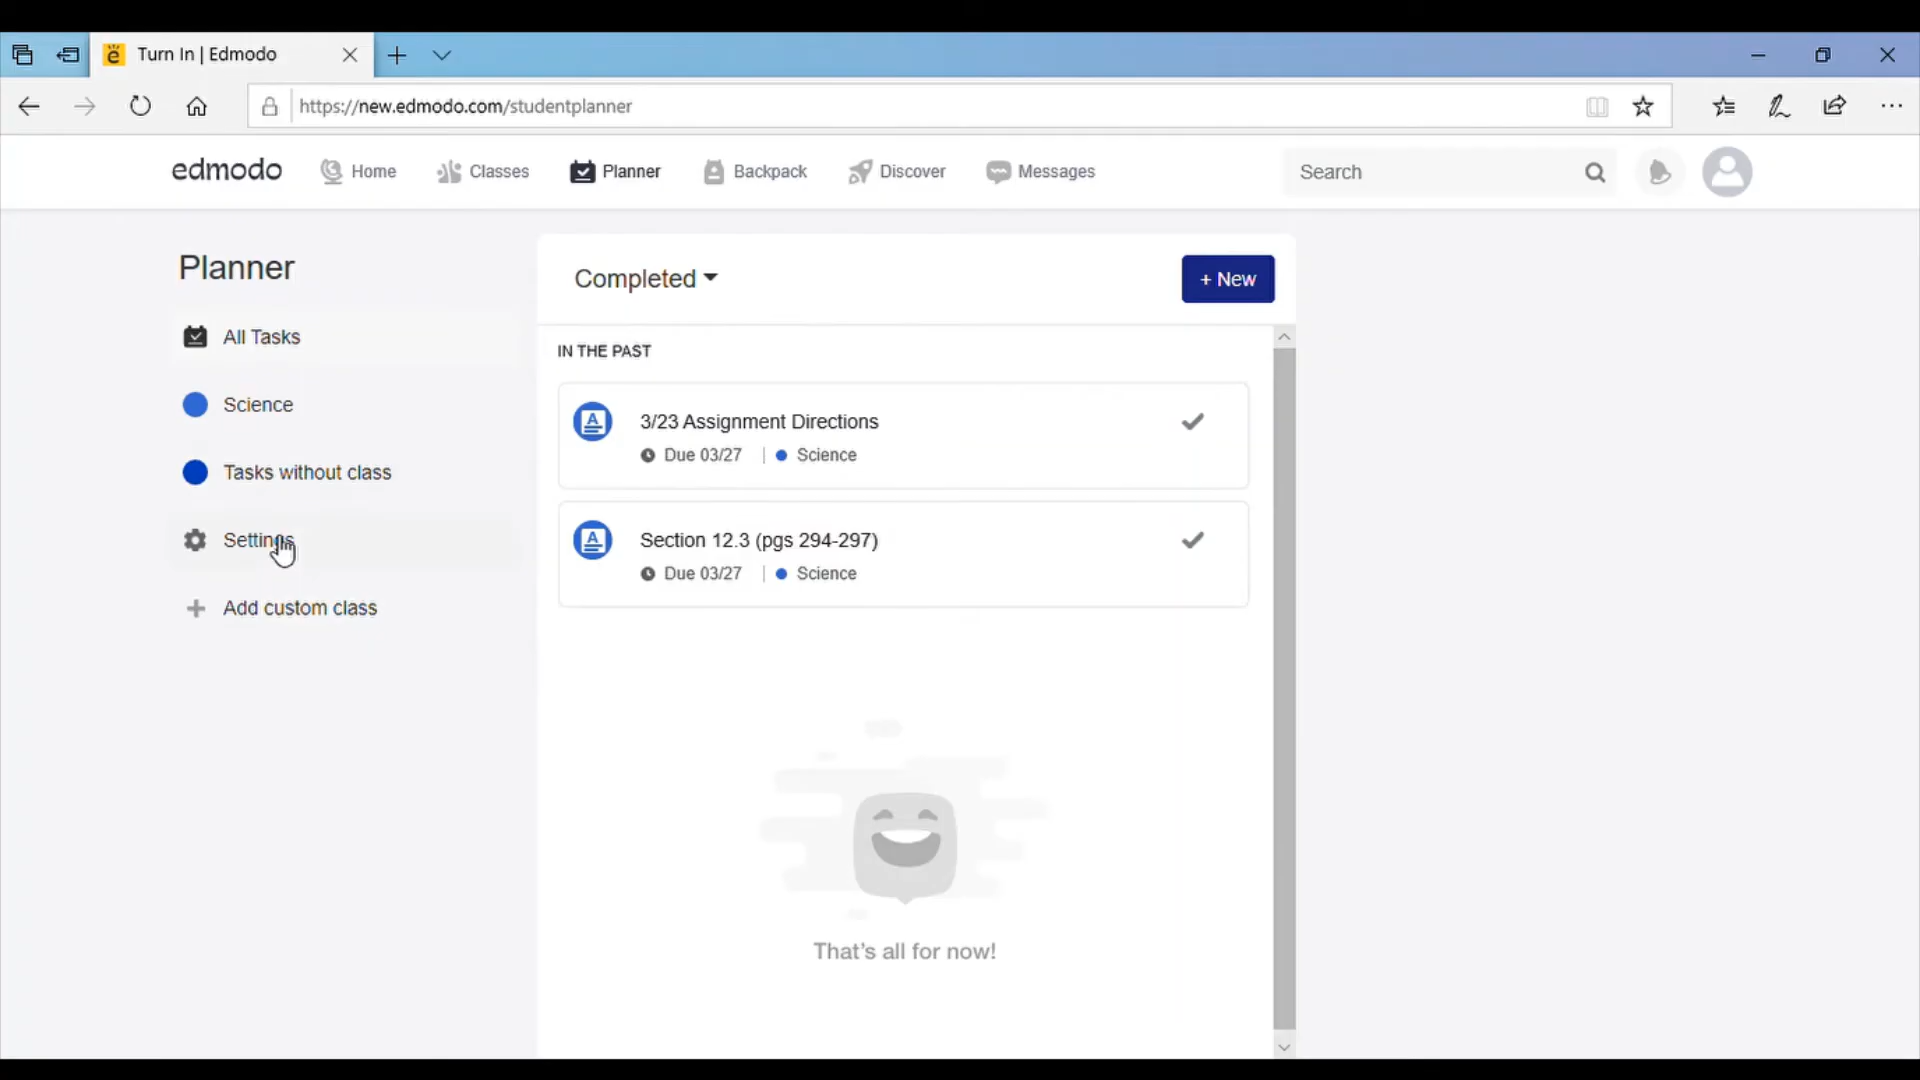 Turn In | Edmodo
https://new.edmodo.com/studentplanner
edmodo Home Classes Planner Backpack Discover Messages Search
Planner
All Tasks
Science
Tasks without class
Settings
Add custom class
Completed + New
IN THE PAST
3/23 Assignment Directions
Due 03/27 | Science
Section 12.3 (pgs 294-297)
Due 03/27 | Science
That's all for now!